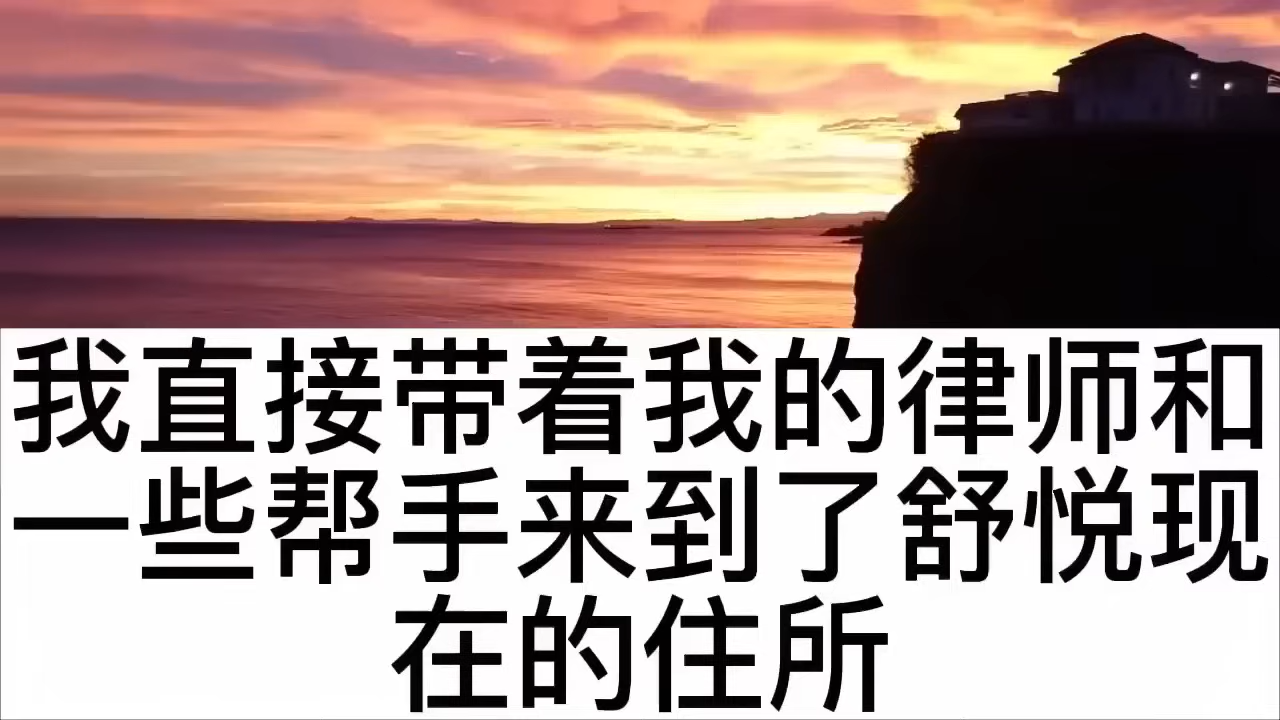 我直接带着我的律师和
一些帮手来到了舒悦现
在的住所